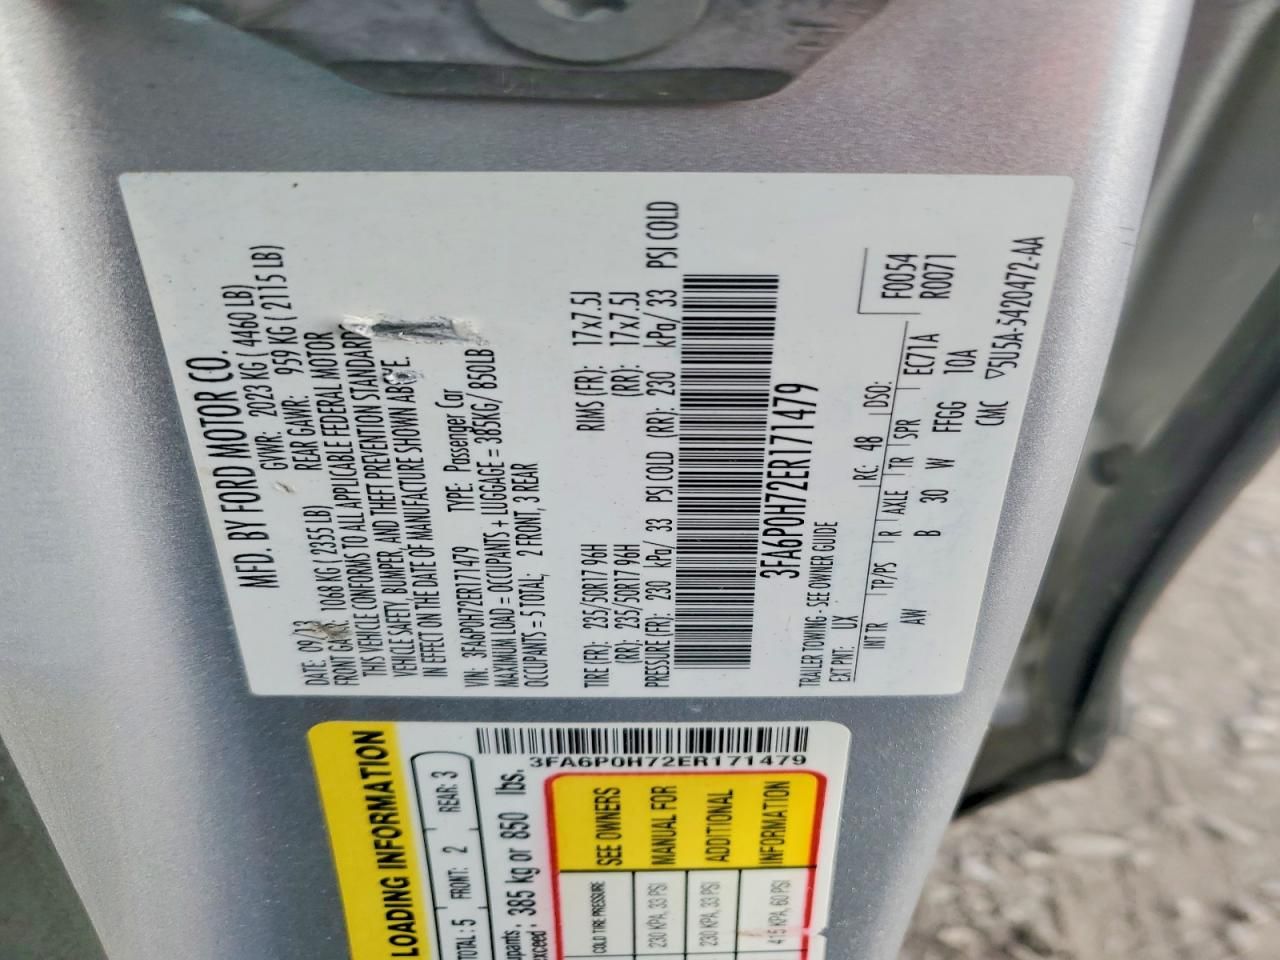 MFD. BY FORD MOTOR CO.
DATE: 09/13 GVWR: 2023 KG ( 4460 LB)
FRONT GAWR: 1068 KG ( 2355 LB) REAR GAWR: 959 KG ( 2115 LB)
THIS VEHICLE CONFORMS TO ALL APPLICABLE FEDERAL MOTOR
VEHICLE SAFETY, BUMPER, AND THEFT PREVENTION STANDARDS
IN EFFECT ON THE DATE OF MANUFACTURE SHOWN ABOVE.
VIN: 3FA6P0H72ER171479 TYPE: Passenger Car
MAXIMUM LOAD = OCCUPANTS + LUGGAGE = 385KG/ 850LB
OCCUPANTS = 5 TOTAL; 2 FRONT, 3 REAR
TIRE (FR): 235/50R17 96H RIMS (FR): 17x7.5J
(RR): 235/50R17 96H (RR): 17x7.5J
PRESSURE (FR): 230 kPa/ 33 PSI COLD (RR): 230 kPa/ 33 PSI COLD
3FA6P0H72ER171479
TRAILER TOWING - SEE OWNER GUIDE
EXT PNT: UX RC: 4B DSO: F0054
R0071
INT TR TP/PS R AXLE TR SPR EC71A
AW B 30 W FFGG 10A
CMC
5U5A-5420472-AA
LOADING INFORMATION
TOTAL: 5 FRONT: 2 REAR: 3
385 kg or 850 lbs.
3FA6P0H72ER171479
COLD TIRE PRESSURE SEE OWNERS
230 KPA, 33 PSI MANUAL FOR
230 KPA, 33 PSI ADDITIONAL
415 KPA, 60 PSI INFORMATION